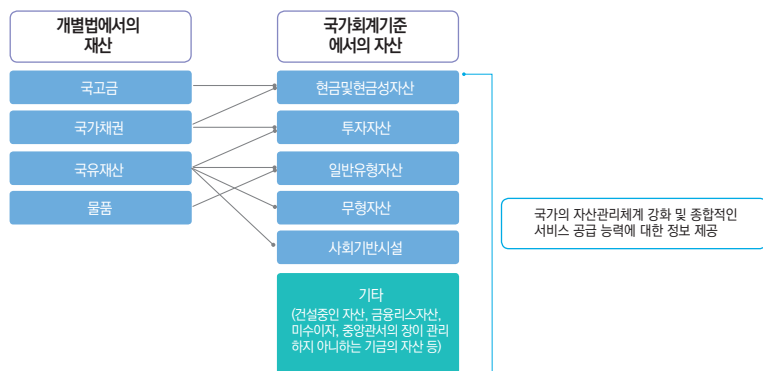 개별법에서의
재산
국고금
국가채권
국유재산
물품
국가회계기준
에서의 자산
현금및현금성자산
투자자산
일반유형자산
무형자산
사회기반시설
기타
(건설중인 자산, 금융리스자산,
미수이자, 중앙관서의 장이 관리
하지 아니하는 기금의 자산 등)
국가의 자산관리체계 강화 및 종합적인
서비스 공급 능력에 대한 정보 제공